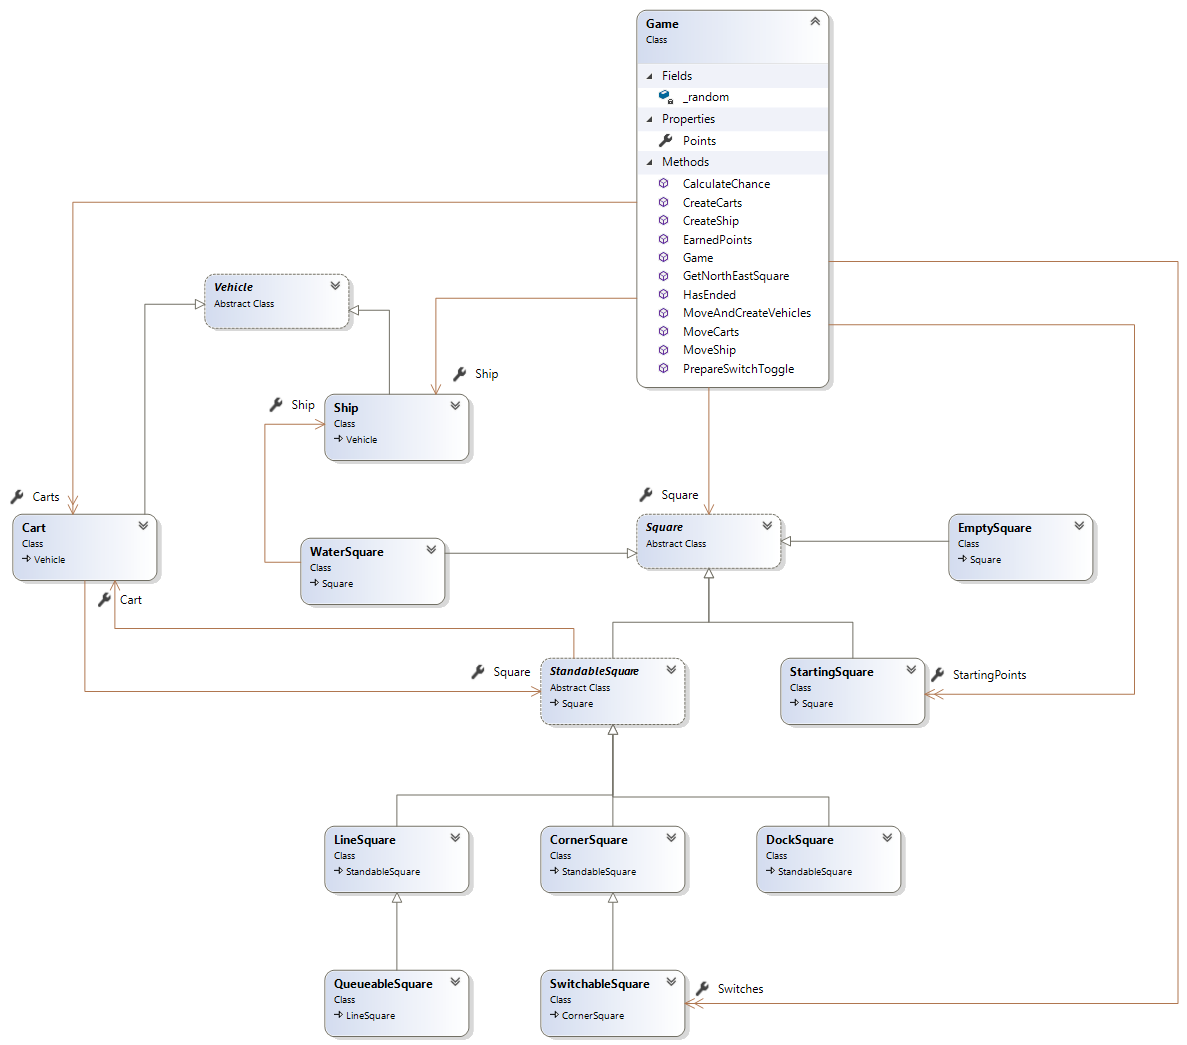 Game
Class
Fields
_random
Properties
Points
Methods
CalculateChance
CreateCarts
CreateShip
EarnedPoints
Game
GetNorthEastSquare
HasEnded
MoveAndCreateVehicles
MoveCarts
MoveShip
PrepareSwitchToggle
Vehicle
Abstract Class
Ship
Ship
Ship
Class
Vehicle
Carts
Square
Cart
Class
Vehicle
Square
Abstract Class
EmptySquare
Class
Square
WaterSquare
Class
Square
Cart
Square
StandableSquare
Abstract Class
Square
StartingSquare
Class
Square
StartingPoints
LineSquare
Class
StandableSquare
CornerSquare
Class
StandableSquare
DockSquare
Class
StandableSquare
QueueableSquare
Class
LineSquare
SwitchableSquare
Class
CornerSquare
Switches